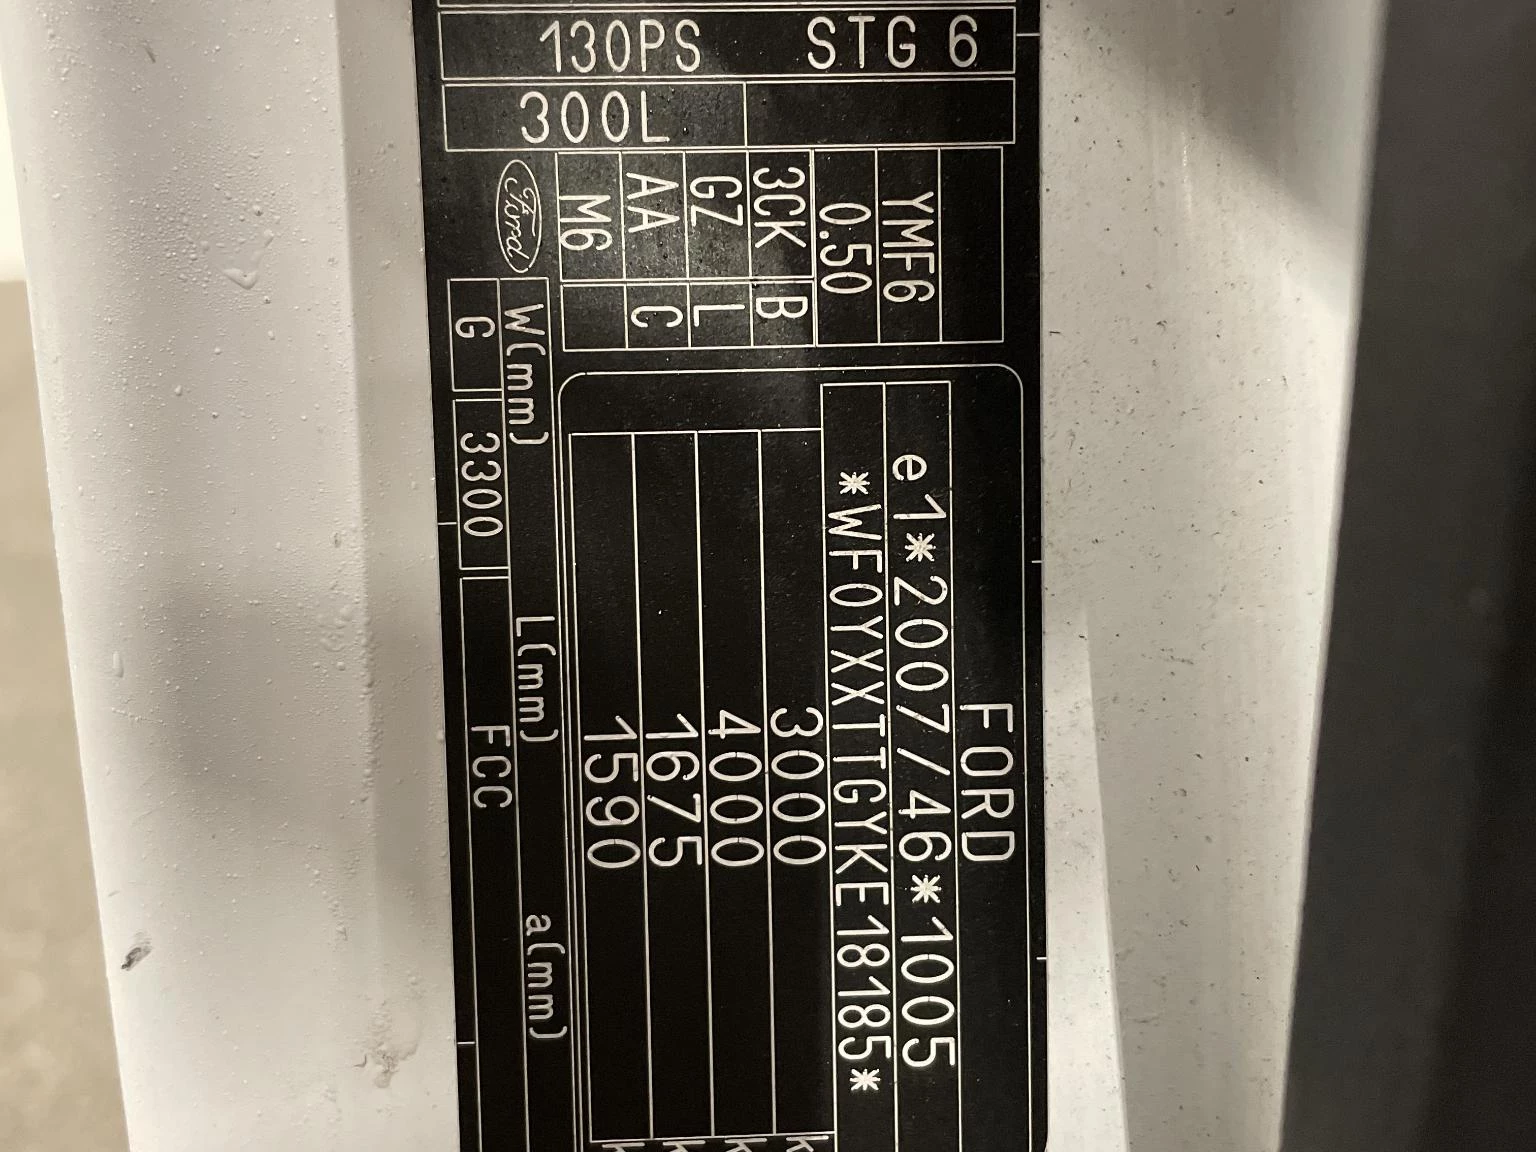 130PS STG 6
300L
YMF6
0.50
3CK B
GZ L
AA C
M6
Ford
FORD
e1*2007/46*1005
*WF0YXXTTGYKE18185*
3000
4000
1675
1590
W(mm) L(mm) a(mm)
G 3300 FCC